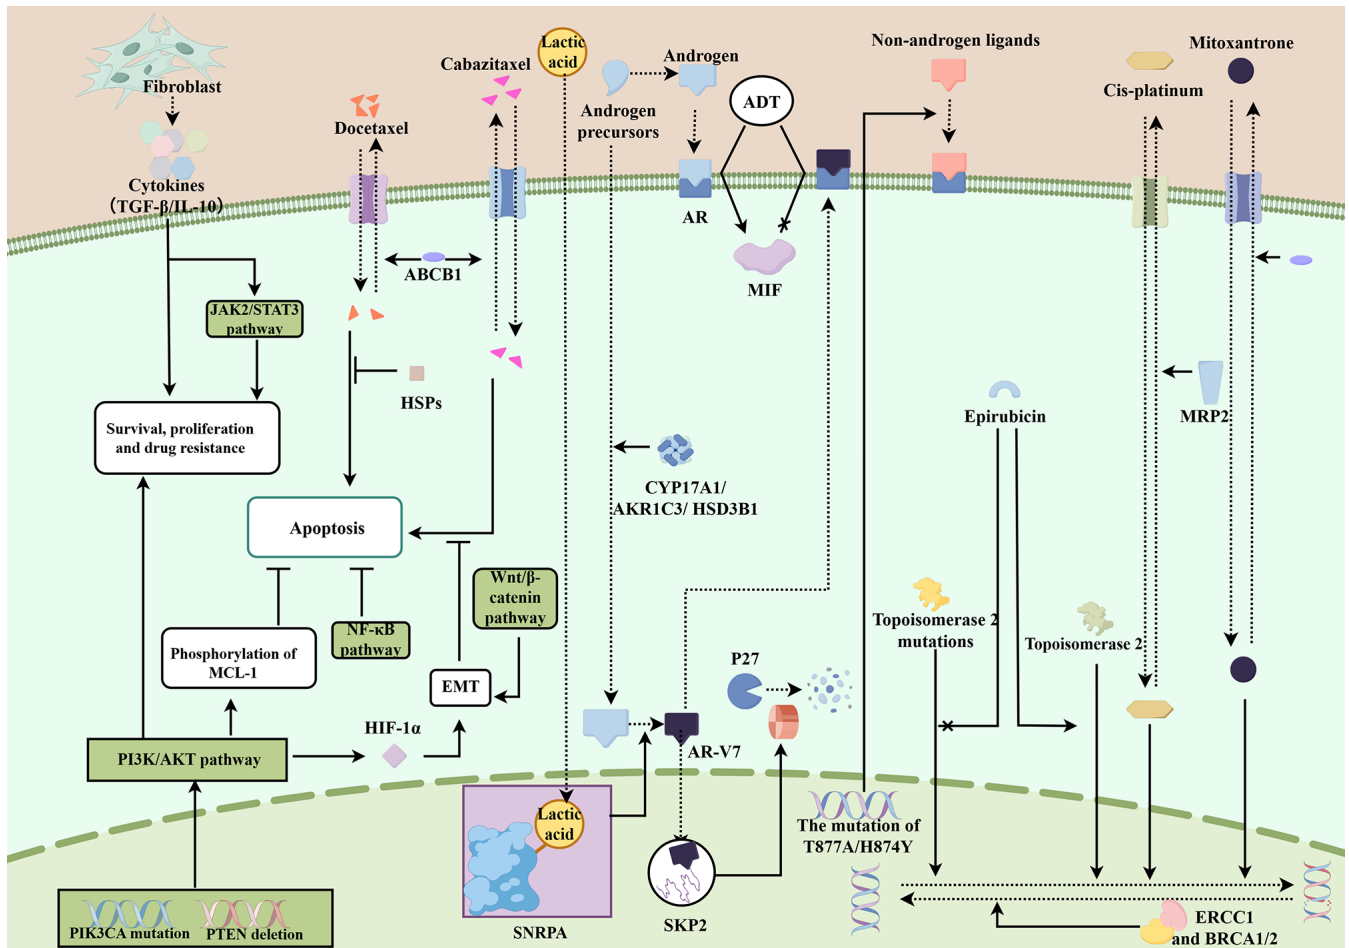 Fibroblast
Cytokines
(TGF-β/IL-10)
JAK2/STAT3
pathway
Survival, proliferation
and drug resistance
Docetaxel
Cabazitaxel
ABCB1
HSPs
Apoptosis
Phosphorylation of
MCL-1
NF-κB
pathway
Wnt/β-
catenin
pathway
EMT
HIF-1α
PI3K/AKT pathway
PIK3CA mutation
PTEN deletion
Lactic
acid
Androgen
precursors
Androgen
AR
ADT
MIF
CYP17A1/
AKR1C3/ HSD3B1
AR-V7
P27
Lactic
acid
SNRPA
SKP2
Non-androgen ligands
The mutation of
T877A/H874Y
Epirubicin
Topoisomerase 2
mutations
Topoisomerase 2
Cis-platinum
Mitoxantrone
MRP2
ERCC1
and BRCA1/2